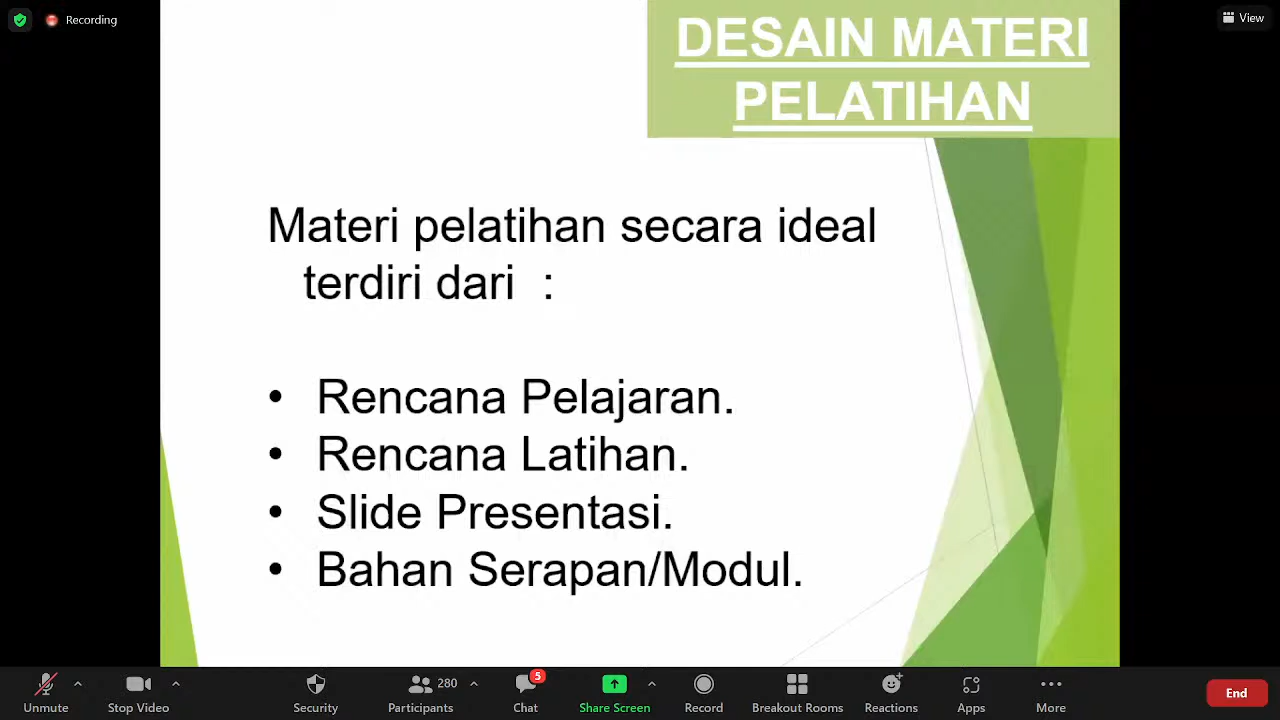 Recording
View
DESAIN MATERI
PELATIHAN
Materi pelatihan secara ideal
terdiri dari :
• Rencana Pelajaran.
• Rencana Latihan.
• Slide Presentasi.
• Bahan Serapan/Modul.
280
5
Unmute
Stop Video
Security
Participants
Chat
Share Screen
Record
Breakout Rooms
Reactions
Apps
More
End